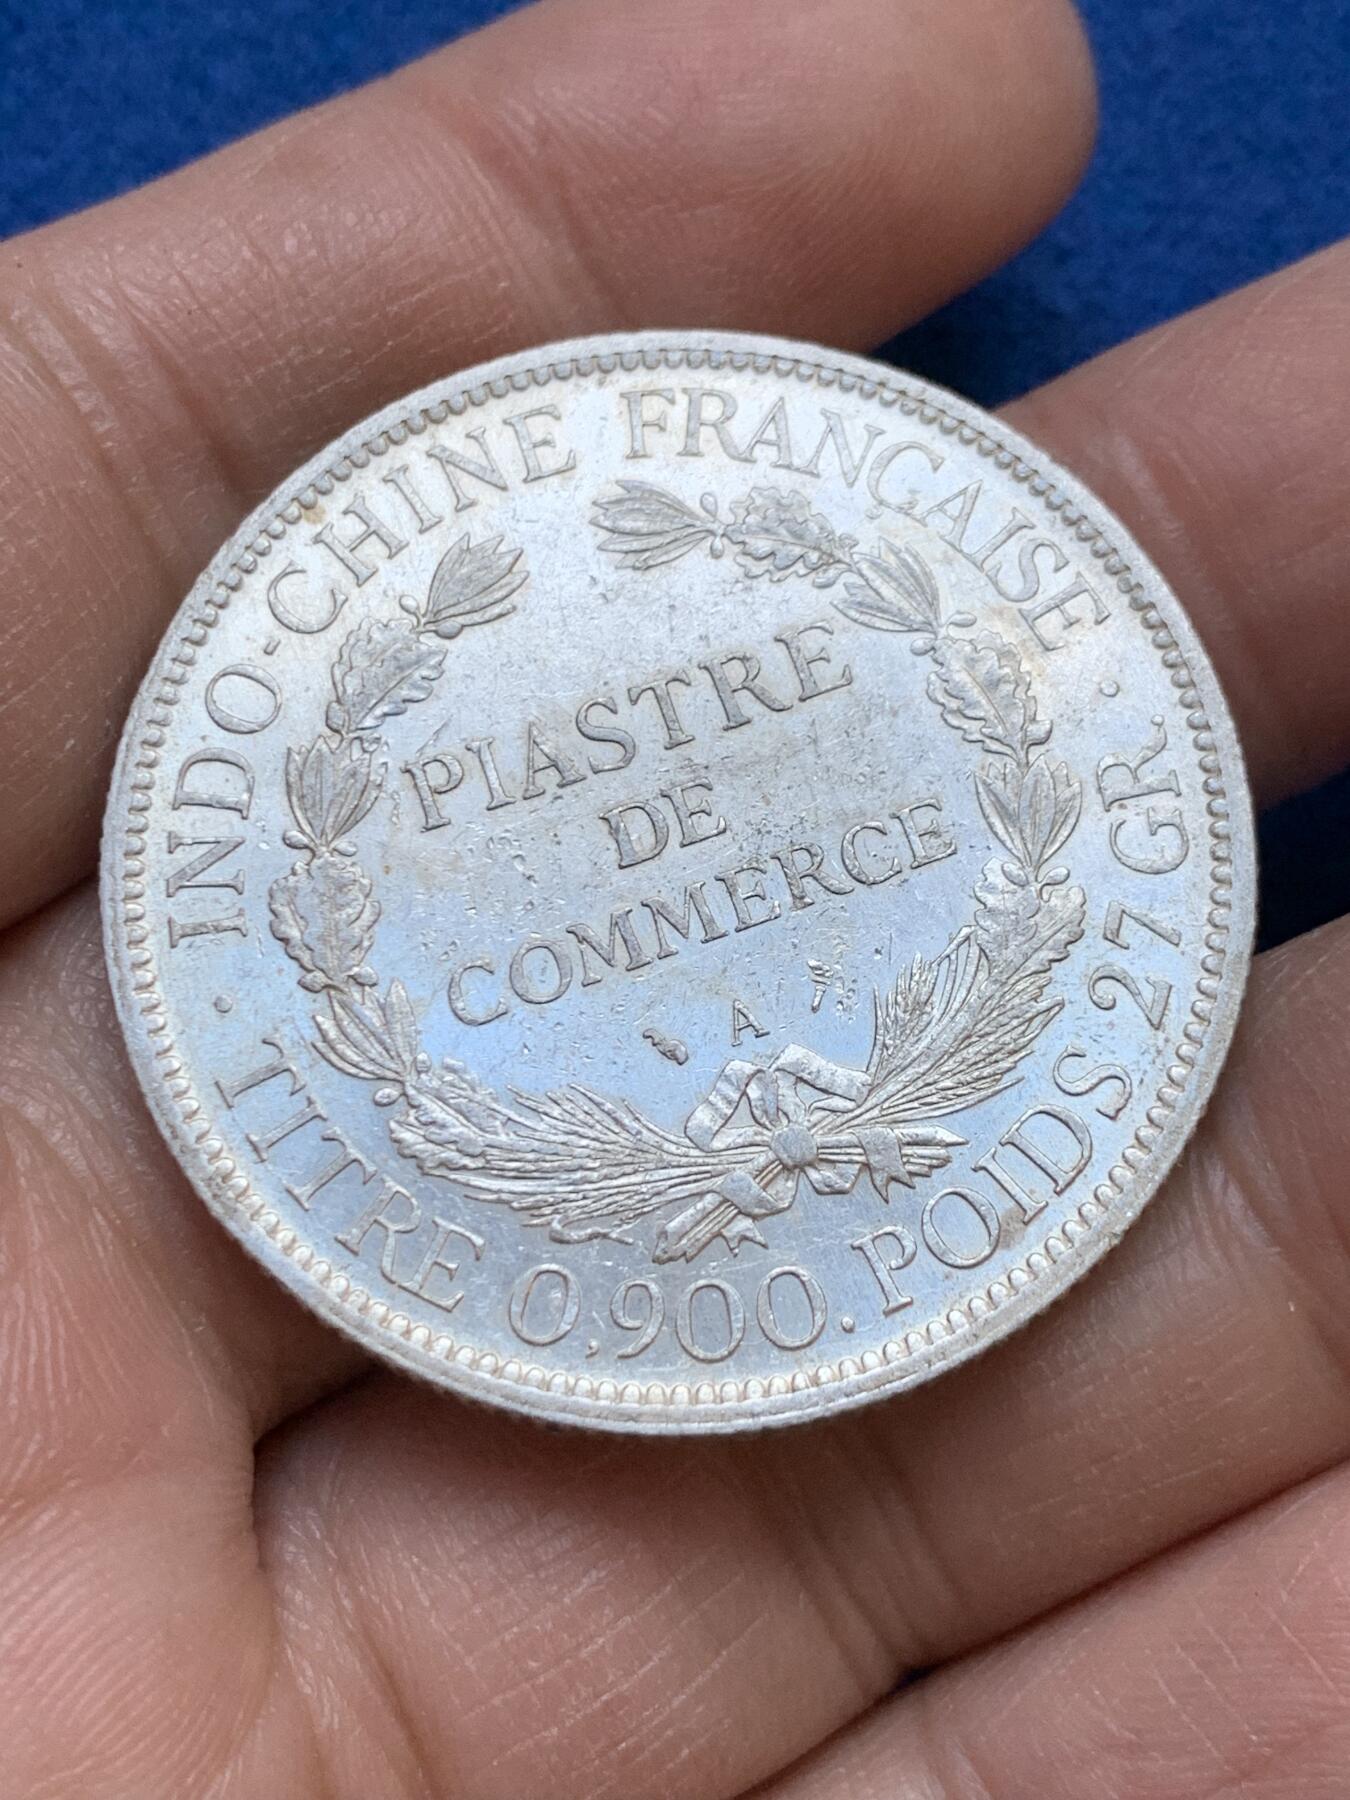 INDO-CHINE FRANÇAISE
PIASTRE
DE
COMMERCE
A
· TITRE 0,900. POIDS 27 GR. ·